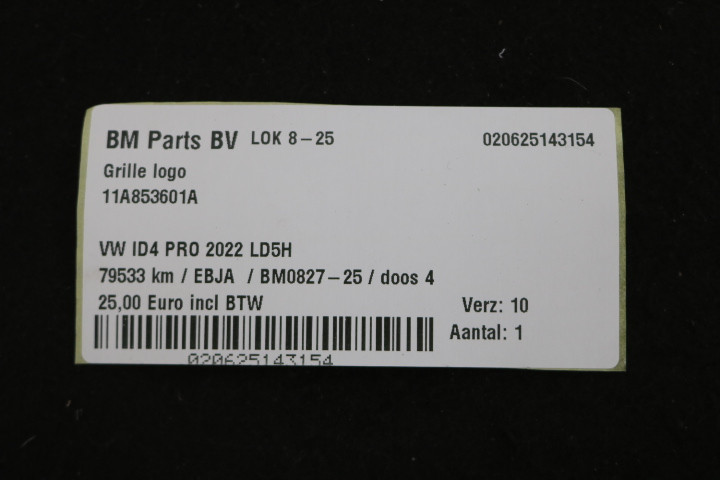 BM Parts BV LOK 8-25 020625143154
Grille logo
11A853601A
VW ID4 PRO 2022 LD5H
79533 km / EBJA / BM0827-25 / doos 4
25,00 Euro incl BTW Verz: 10
Aantal: 1
020625143154